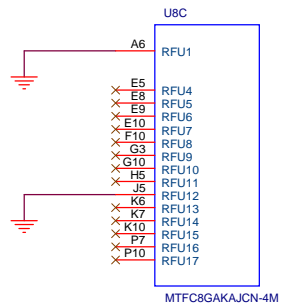 U8C
A6 RFU1
E5 RFU4
E8 RFU5
E9 RFU6
E10 RFU7
F10 RFU8
G3 RFU9
G10 RFU10
H5 RFU11
J5 RFU12
K6 RFU13
K7 RFU14
K10 RFU15
P7 RFU16
P10 RFU17
MTFC8GAKAJCN-4M